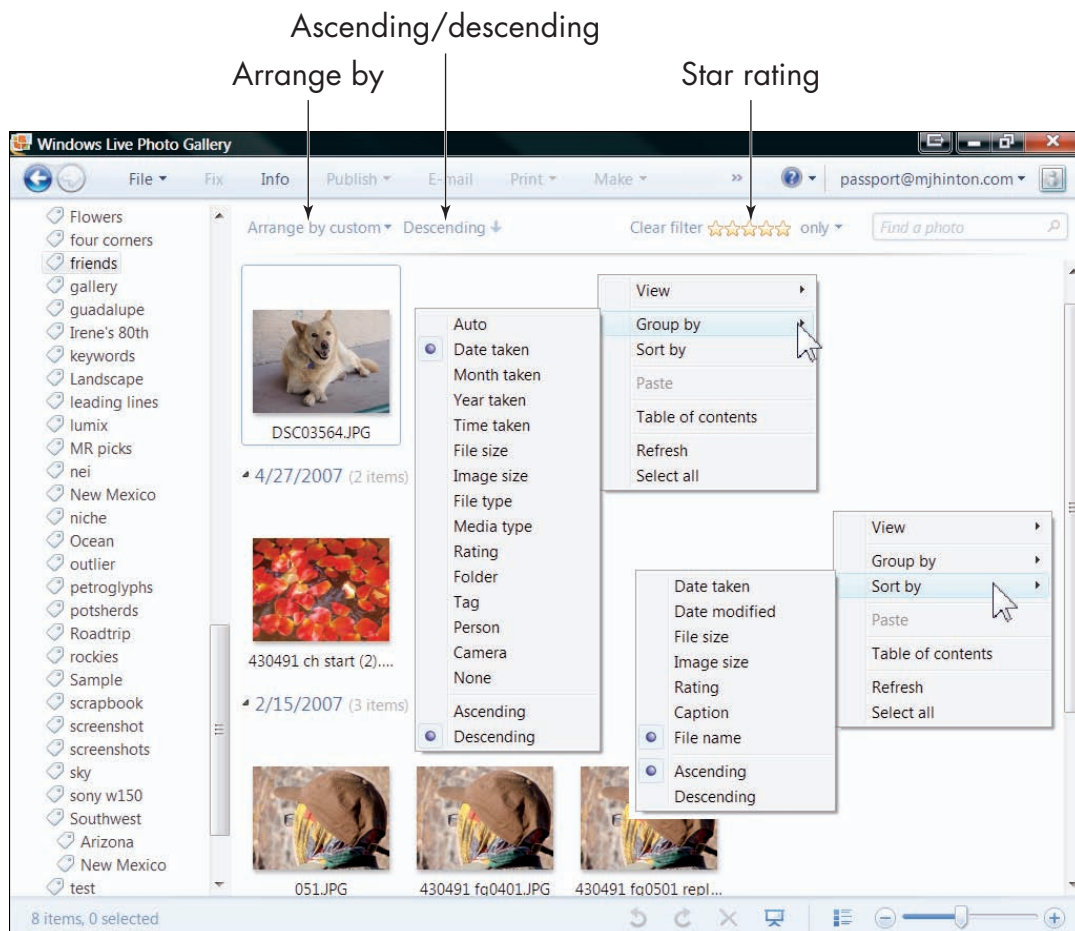 Ascending/descending
Arrange by
Star rating
Windows Live Photo Gallery
File Fix Info Publish E-mail Print Make » passport@mjhinton.com
Arrange by custom Descending Clear filter only Find a photo
Flowers
four corners
friends
gallery
guadalupe
Irene's 80th
keywords
Landscape
leading lines
lumix
MR picks
nei
New Mexico
niche
Ocean
outlier
petroglyphs
potsherds
Roadtrip
rockies
Sample
scrapbook
screenshot
screenshots
sky
sony w150
Southwest
Arizona
New Mexico
test
DSC03564.JPG
4/27/2007 (2 items)
430491 ch start (2)....
2/15/2007 (3 items)
051.JPG
430491 fg0401.JPG
430491 fg0501 repl...
Auto
Date taken
Month taken
Year taken
Time taken
File size
Image size
File type
Media type
Rating
Folder
Tag
Person
Camera
None
Ascending
Descending
View
Group by
Sort by
Paste
Table of contents
Refresh
Select all
Date taken
Date modified
File size
Image size
Rating
Caption
File name
Ascending
Descending
View
Group by
Sort by
Paste
Table of contents
Refresh
Select all
8 items, 0 selected